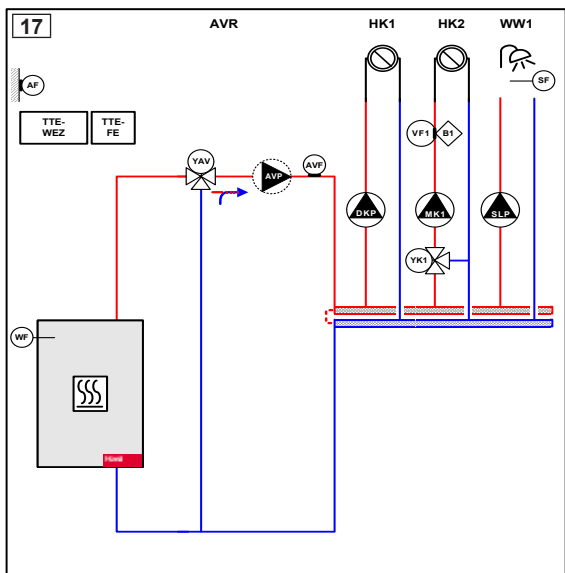 17
AVR
HK1
HK2
WW1
AF
SF
TTE-
WEZ
TTE-
FE
VF1
B1
YAV
AVP
AVF
DKP
MK1
SLP
YK1
WF